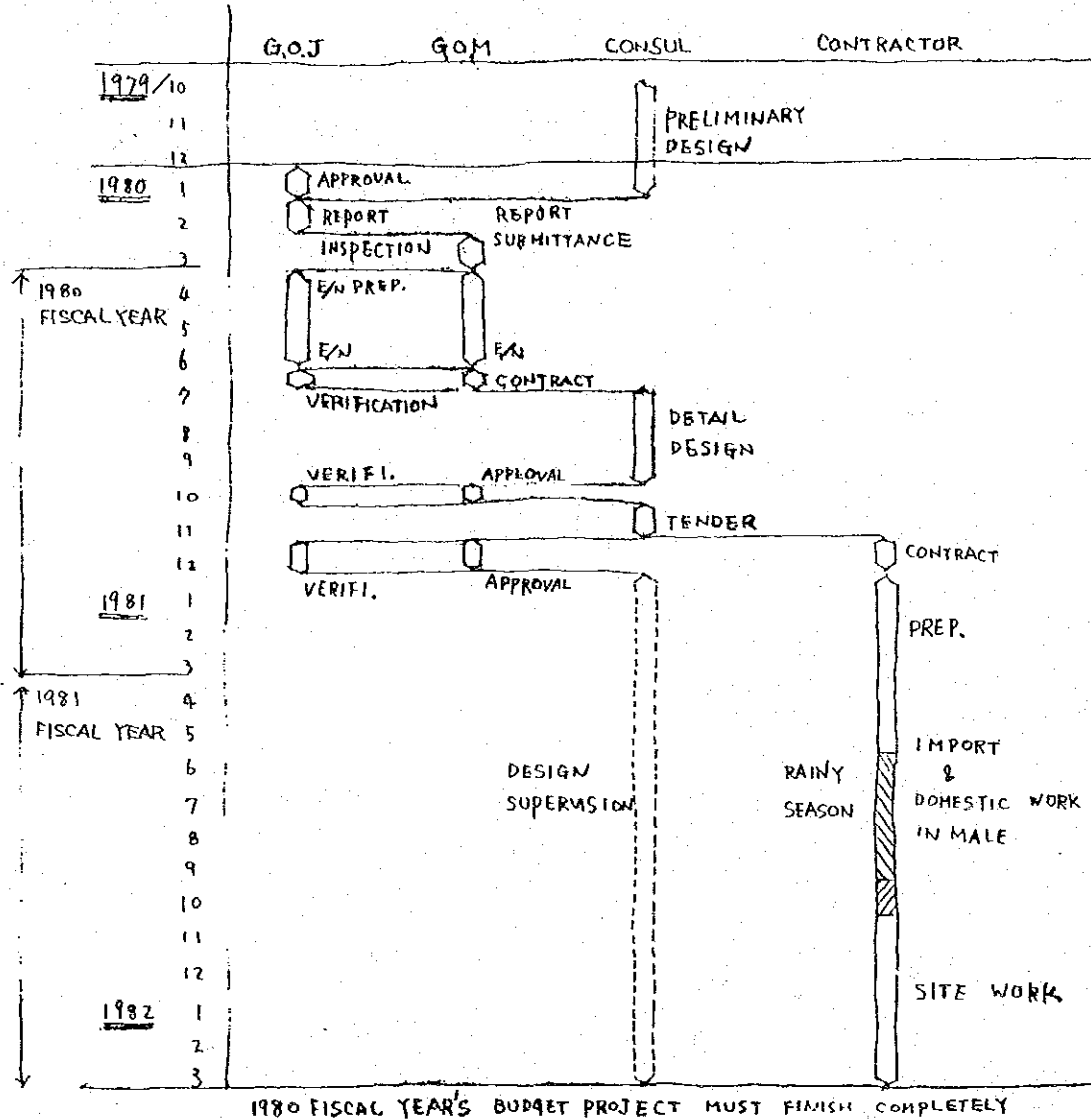 G.O.J GOM CONSUL CONTRACTOR
1979/10
11
12
PRELIMINARY
DESIGN
1980 1
APPROVAL
2
REPORT
INSPECTION
REPORT
SUBMITTANCE
3
1980
FISCAL YEAR
4
E/N PREP.
5
6
E/N E/N
CONTRACT
7
VERIFICATION
8
DETAIL
DESIGN
9
VERIFI. APPLOVAL
10
11
TENDER
12
CONTRACT
VERIFI. APPROVAL
1981 1
2
PREP.
3
1981
FISCAL YEAR
4
5
6
DESIGN
SUPERVISION
RAINY
SEASON
IMPORT
&
DOMESTIC WORK
IN MALE
7
8
9
10
11
12
SITE WORK
1982 1
2
3
1980 FISCAL YEAR'S BUDGET PROJECT MUST FINISH COMPLETELY